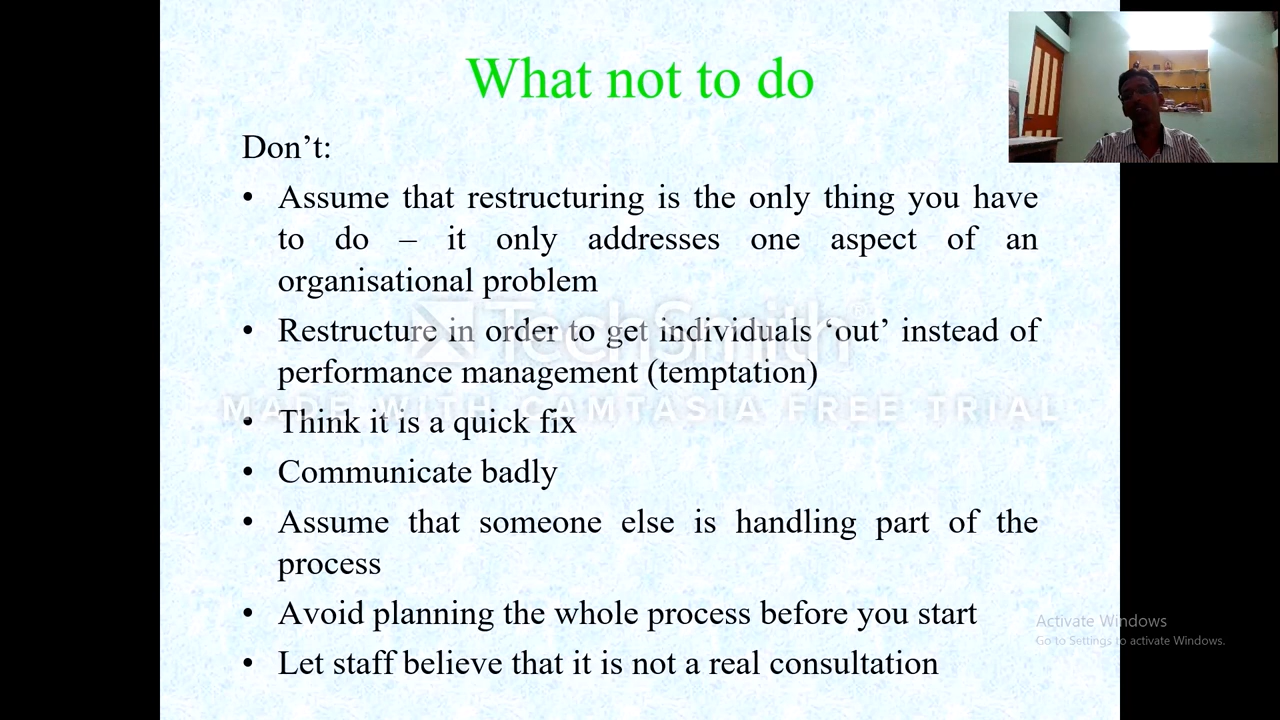 What not to do
Don’t:
• Assume that restructuring is the only thing you have
to do – it only addresses one aspect of an
organisational problem
• Restructure in order to get individuals ‘out’ instead of
performance management (temptation)
• Think it is a quick fix
• Communicate badly
• Assume that someone else is handling part of the
process
• Avoid planning the whole process before you start
• Let staff believe that it is not a real consultation
TechSmith®
MADE WITH CAMTASIA FREE TRIAL
Activate Windows
Go to Settings to activate Windows.